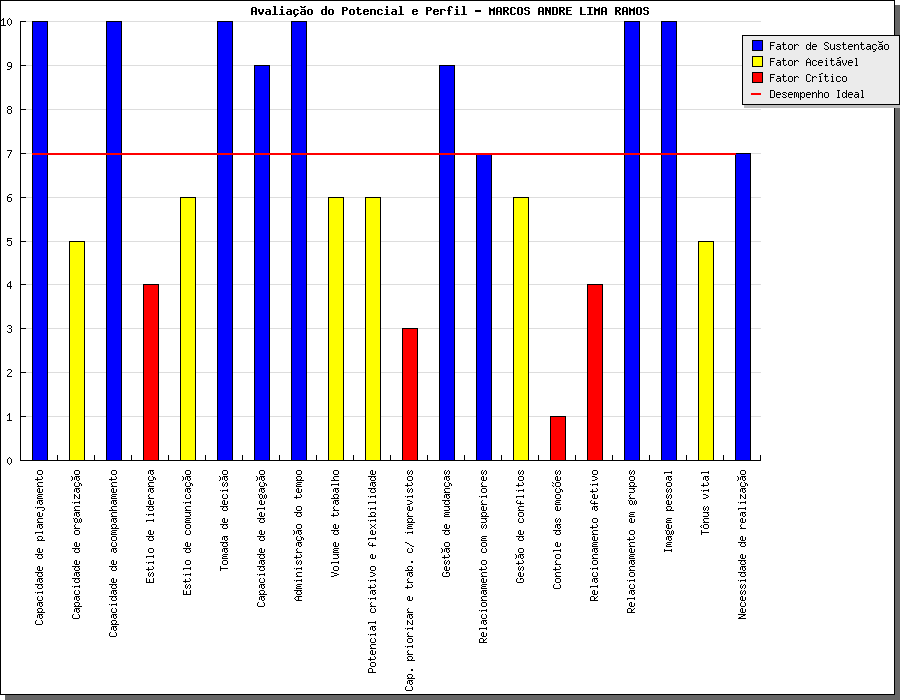 Avaliação do Potencial e Perfil - MARCOS ANDRE LIMA RAMOS
10
9
8
7
6
5
4
3
2
1
0
Fator de Sustentação
Fator Aceitável
Fator Crítico
Desempenho Ideal
Capacidade de planejamento
Capacidade de organização
Capacidade de acompanhamento
Estilo de liderança
Estilo de comunicação
Tomada de decisão
Capacidade de delegação
Administração do tempo
Volume de trabalho
Potencial criativo e flexibilidade
Cap. priorizar e trab. c/ imprevistos
Gestão de mudanças
Relacionamento com superiores
Gestão de conflitos
Controle das emoções
Relacionamento afetivo
Relacionamento em grupos
Imagem pessoal
Tônus vital
Necessidade de realização